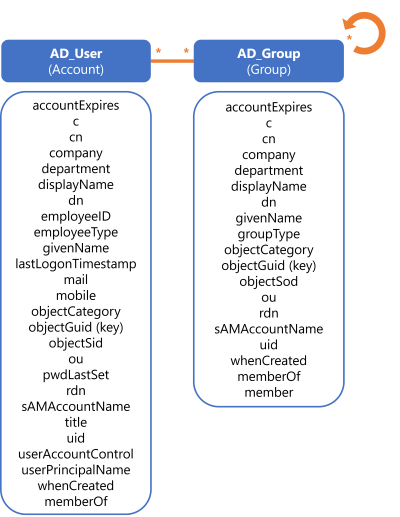 AD_User
(Account)
*
*
AD_Group
(Group)
*
accountExpires
c
cn
company
department
displayName
dn
employeeID
employeeType
givenName
lastLogonTimestamp
mail
mobile
objectCategory
objectGuid (key)
objectSid
ou
pwdLastSet
rdn
sAMAccountName
title
uid
userAccountControl
userPrincipalName
whenCreated
memberOf
accountExpires
c
cn
company
department
displayName
dn
givenName
groupType
objectCategory
objectGuid (key)
objectSod
ou
rdn
sAMAccountName
uid
whenCreated
memberOf
member